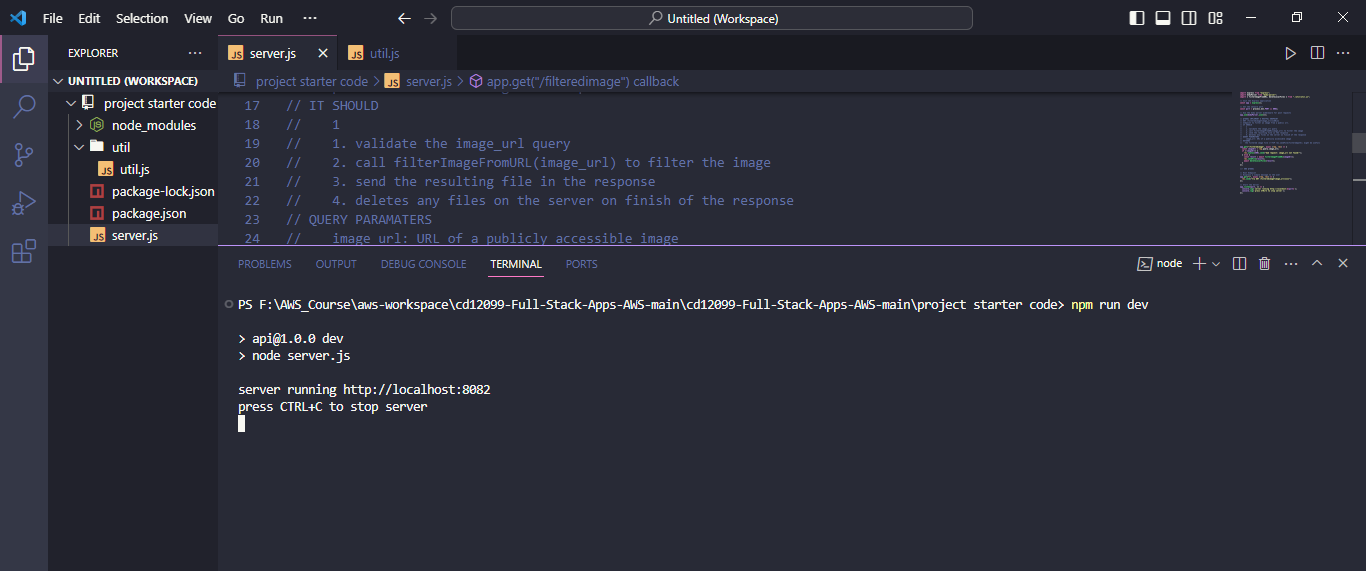 File Edit Selection View Go Run ··· Untitled (Workspace)
EXPLORER ···
UNTITLED (WORKSPACE)
project starter code
node_modules
util
JS util.js
package-lock.json
package.json
JS server.js
JS server.js JS util.js
project starter code > JS server.js > app.get("/filteredimage") callback
17 // IT SHOULD
18 // 1
19 // 1. validate the image_url query
20 // 2. call filterImageFromURL(image_url) to filter the image
21 // 3. send the resulting file in the response
22 // 4. deletes any files on the server on finish of the response
23 // QUERY PARAMATERS
24 // image_url: URL of a publicly accessible image
PROBLEMS OUTPUT DEBUG CONSOLE TERMINAL PORTS node
PS F:\AWS_Course\aws-workspace\cd12099-Full-Stack-Apps-AWS-main\cd12099-Full-Stack-Apps-AWS-main\project starter code> npm run dev
> api@1.0.0 dev
> node server.js
server running http://localhost:8082
press CTRL+C to stop server